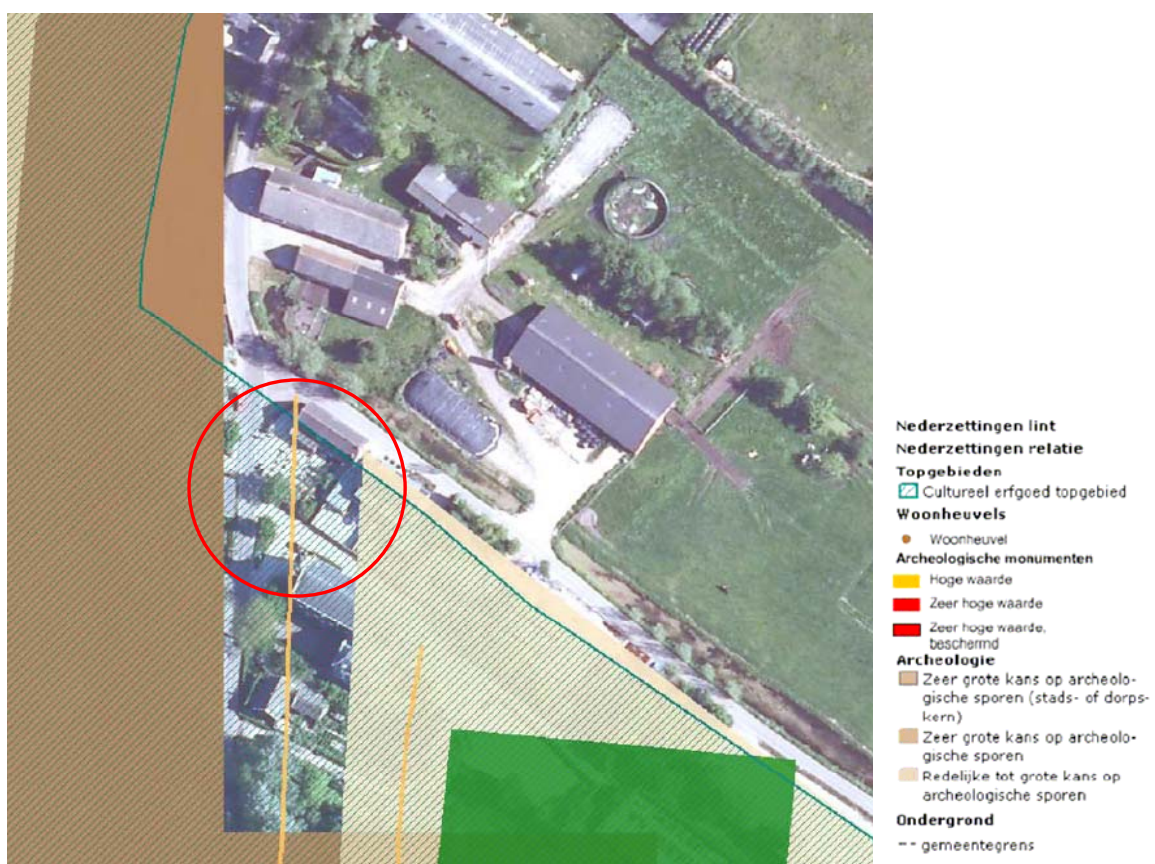 Nederzettingen lint
Nederzettingen relatie
Topgebieden
Cultureel erfgoed topgebied
Woonheuvels
Woonheuvel
Archeologische monumenten
Hoge waarde
Zeer hoge waarde
Zeer hoge waarde,
beschermd
Archeologie
Zeer grote kans op archeolo-
gische sporen (stads- of dorps-
kern)
Zeer grote kans op archeolo-
gische sporen
Redelijke tot grote kans op
archeologische sporen
Ondergrond
gemeentegrens